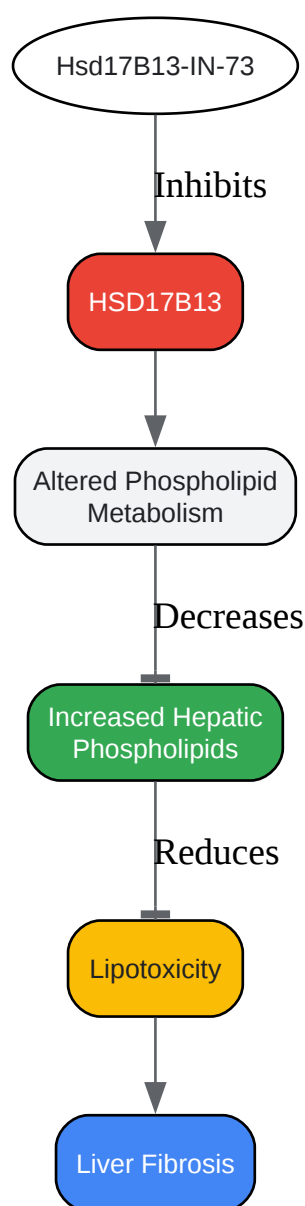 Hsd17B13-IN-73
Inhibits
HSD17B13
Altered Phospholipid
Metabolism
Decreases
Increased Hepatic
Phospholipids
Reduces
Lipotoxicity
Liver Fibrosis